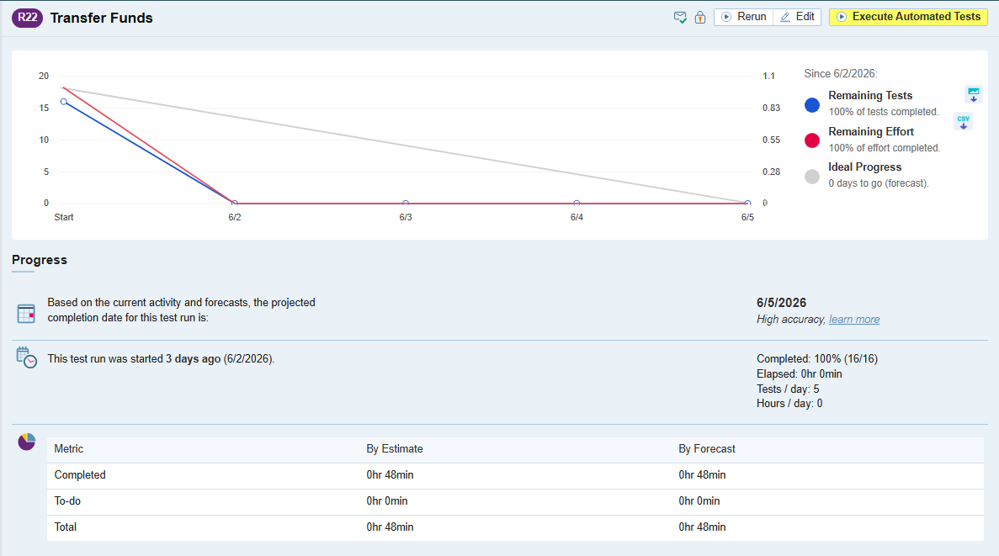 R22 Transfer Funds
Rerun Edit Execute Automated Tests
20 1.1
15 0.83
10 0.55
5 0.28
0 0
Start 6/2 6/3 6/4 6/5
Since 6/2/2026:
Remaining Tests
100% of tests completed.
CSV
Remaining Effort
100% of effort completed.
Ideal Progress
0 days to go (forecast).
Progress
Based on the current activity and forecasts, the projected
completion date for this test run is:
6/5/2026
High accuracy, learn more
This test run was started 3 days ago (6/2/2026).
Completed: 100% (16/16)
Elapsed: 0hr 0min
Tests / day: 5
Hours / day: 0
Metric By Estimate By Forecast
Completed 0hr 48min 0hr 48min
To-do 0hr 0min 0hr 0min
Total 0hr 48min 0hr 48min